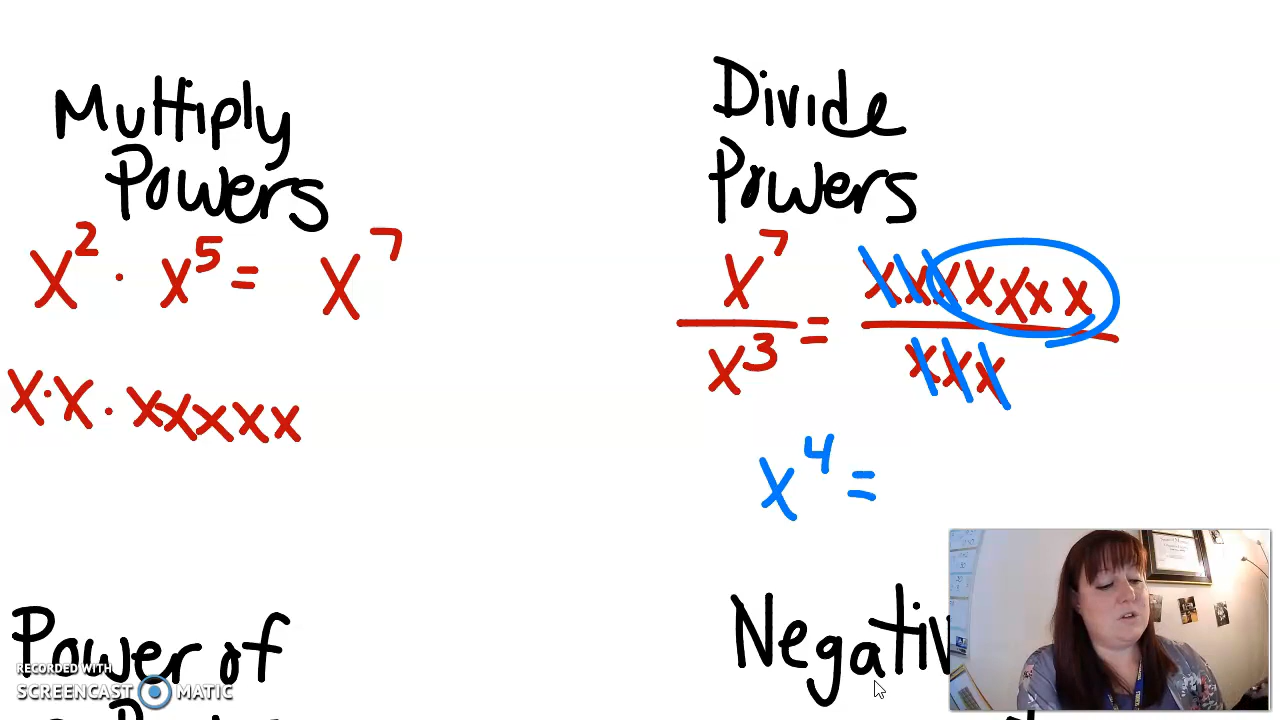 Multiply
Powers
x² · x⁵ = x⁷
x·x · xxxxx
Divide
Powers
x⁷/x³ = xxxxxxx/xxx
x⁴ =
Power of
Negativ
RECORDED WITH
SCREENCAST MATIC